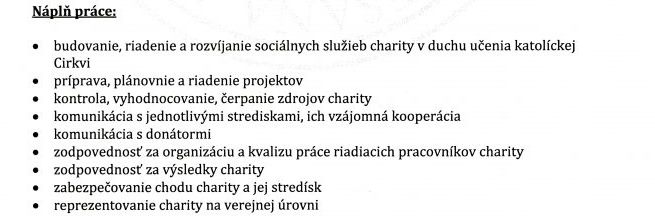 Náplň práce:
• budovanie, riadenie a rozvíjanie sociálnych služieb charity v duchu učenia katolíckej
Cirkvi
• príprava, plánovnie a riadenie projektov
• kontrola, vyhodnocovanie, čerpanie zdrojov charity
• komunikácia s jednotlivými strediskami, ich vzájomná kooperácia
• komunikácia s donátormi
• zodpovednosť za organizáciu a kvalizu práce riadiacich pracovníkov charity
• zodpovednosť za výsledky charity
• zabezpečovanie chodu charity a jej stredísk
• reprezentovanie charity na verejnej úrovni